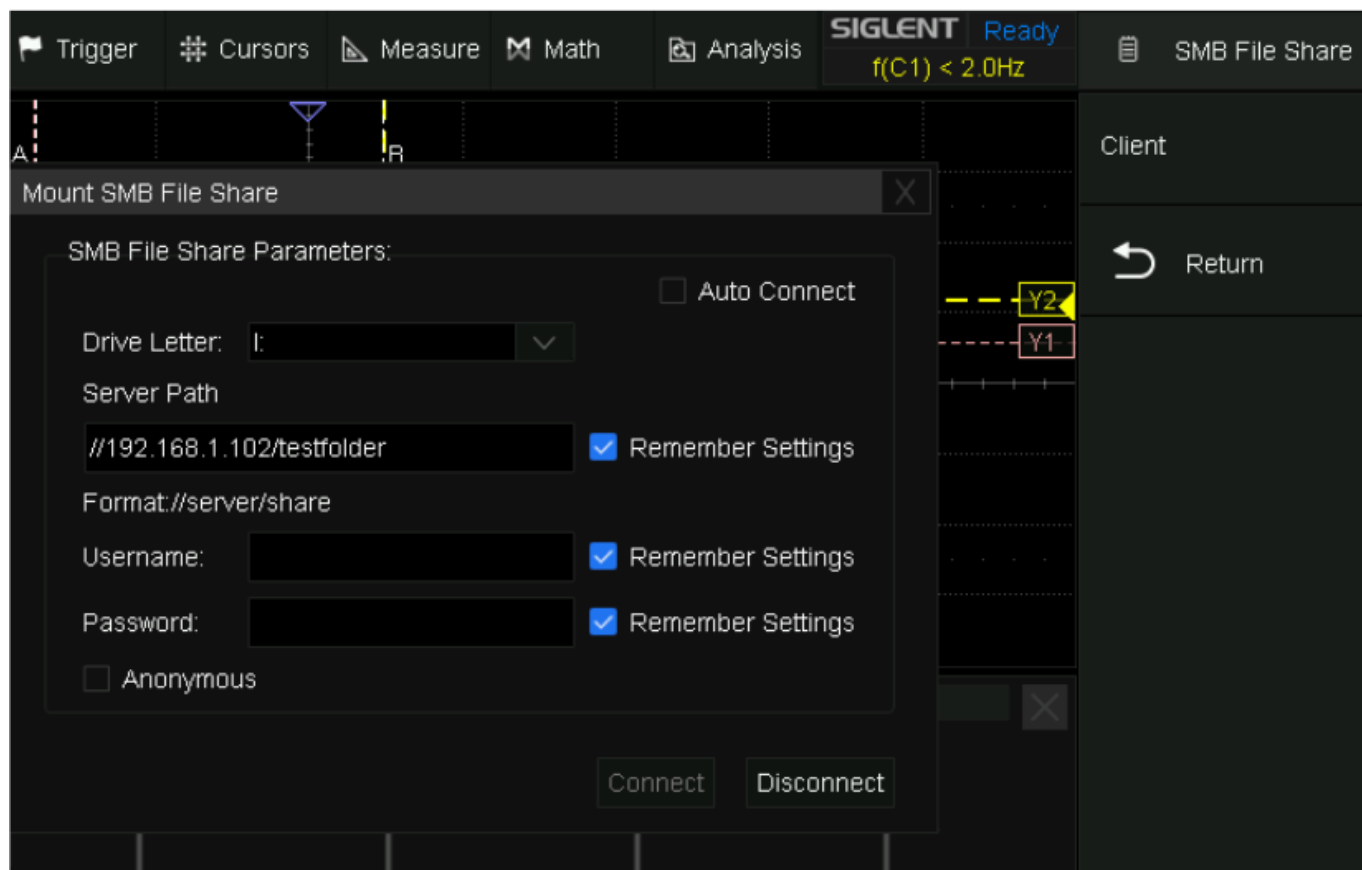 Trigger Cursors Measure Math Analysis SIGLENT Ready SMB File Share
f(C1) < 2.0Hz
A B
Client
Mount SMB File Share X
SMB File Share Parameters:
Return
Auto Connect
Y2
Drive Letter: I:
Y1
Server Path
//192.168.1.102/testfolder Remember Settings
Format://server/share
Username: Remember Settings
Password: Remember Settings
Anonymous
Connect Disconnect